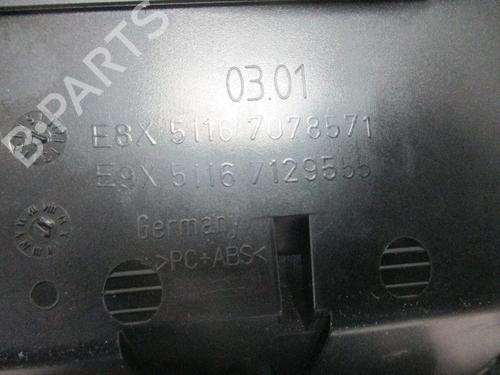 B-PARTS
03.01
E8X 5116 7078571
E9X 5116 7129555
Germany
>PC+ABS<